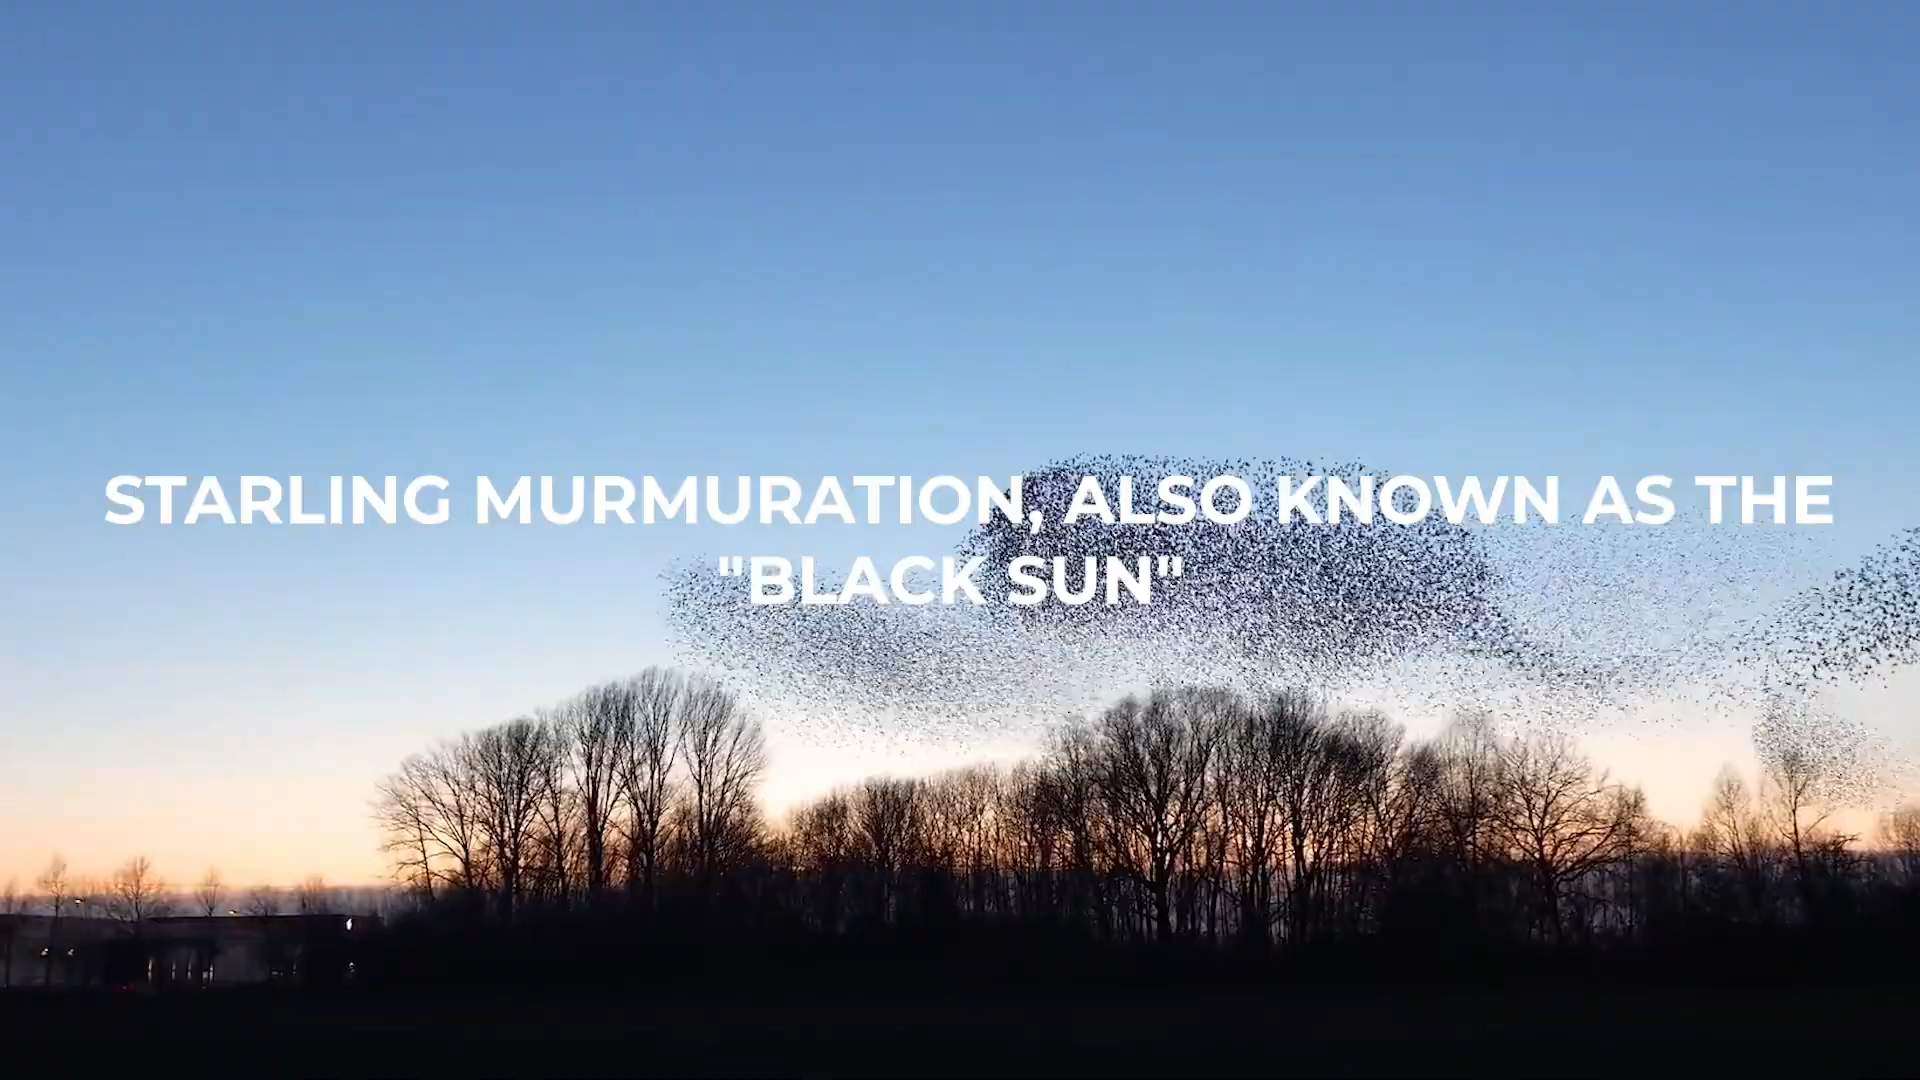 STARLING MURMURATION, ALSO KNOWN AS THE
"BLACK SUN"